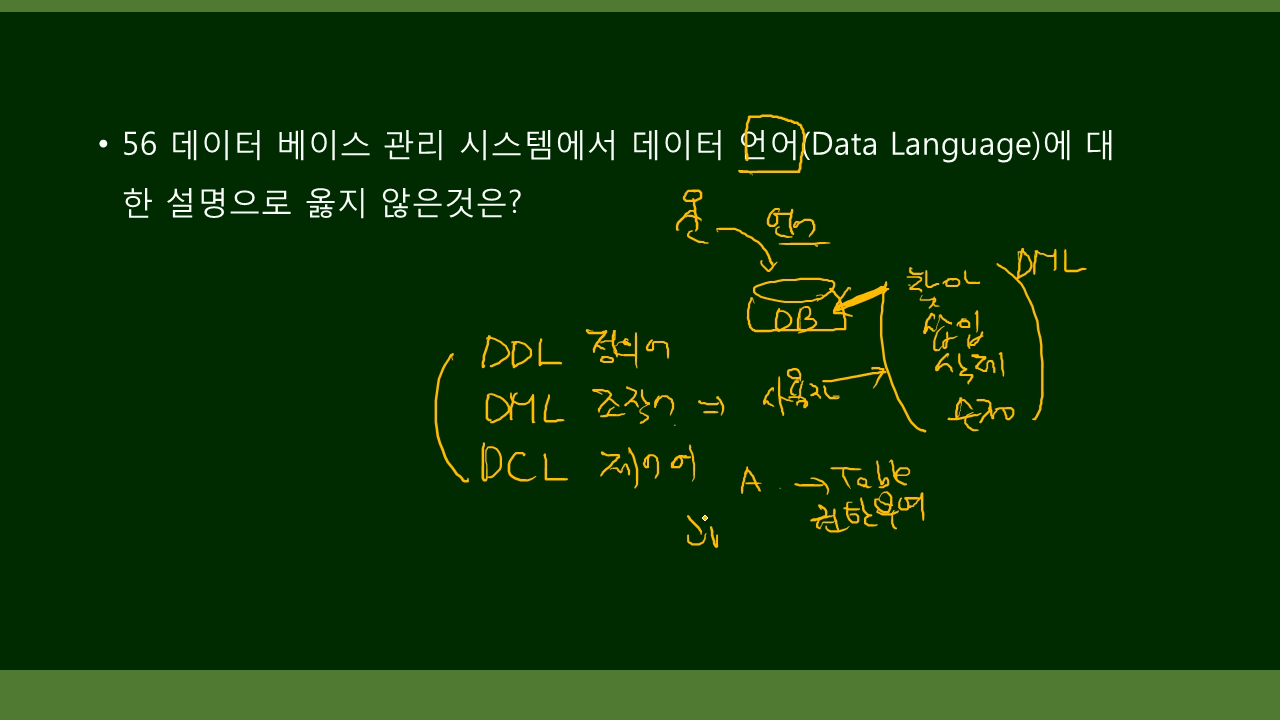 • 56 데이터 베이스 관리 시스템에서 데이터 언어(Data Language)에 대
한 설명으로 옳지 않은것은?
언어
DB
DML
삽입
삭제
DDL 정의어
DML 조작어 ⇒ 사용자
DCL 제어어
A → Table
권한부여